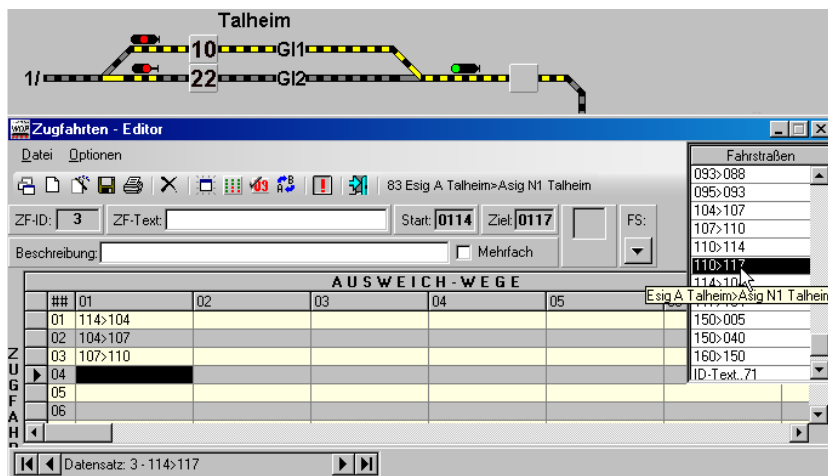 Talheim
10 Gl1
1/ 22 Gl2
Zugfahrten - Editor
Datei Optionen
83 Esig A Talheim>Asig N1 Talheim
ZF-ID: 3 ZF-Text: Start: 0114 Ziel: 0117 FS:
Beschreibung: Mehrfach
Fahrstraßen
093>088
095>093
104>107
107>110
110>114
110>117
Esig A Talheim>Asig N1 Talheim
150>005
150>040
160>150
ID-Text..71
AUSWEICH-WEGE
## 01 02 03 04 05
01 114>104
02 104>107
03 107>110
04
05
06
ZUGFAH
Datensatz: 3 - 114>117